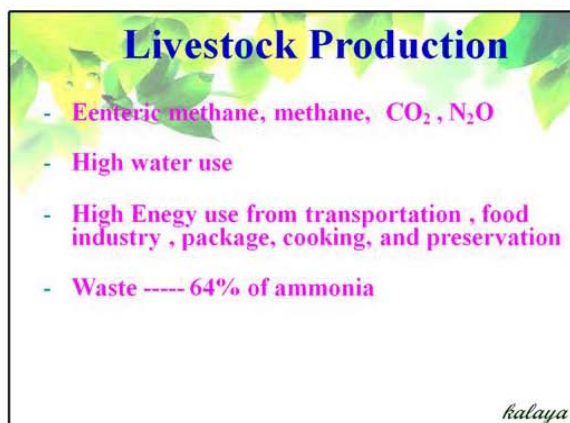 Livestock Production
- Eenteric methane, methane, CO₂ , N₂O
- High water use
- High Enegy use from transportation , food
industry , package, cooking, and preservation
- Waste ----- 64% of ammonia
kalaya